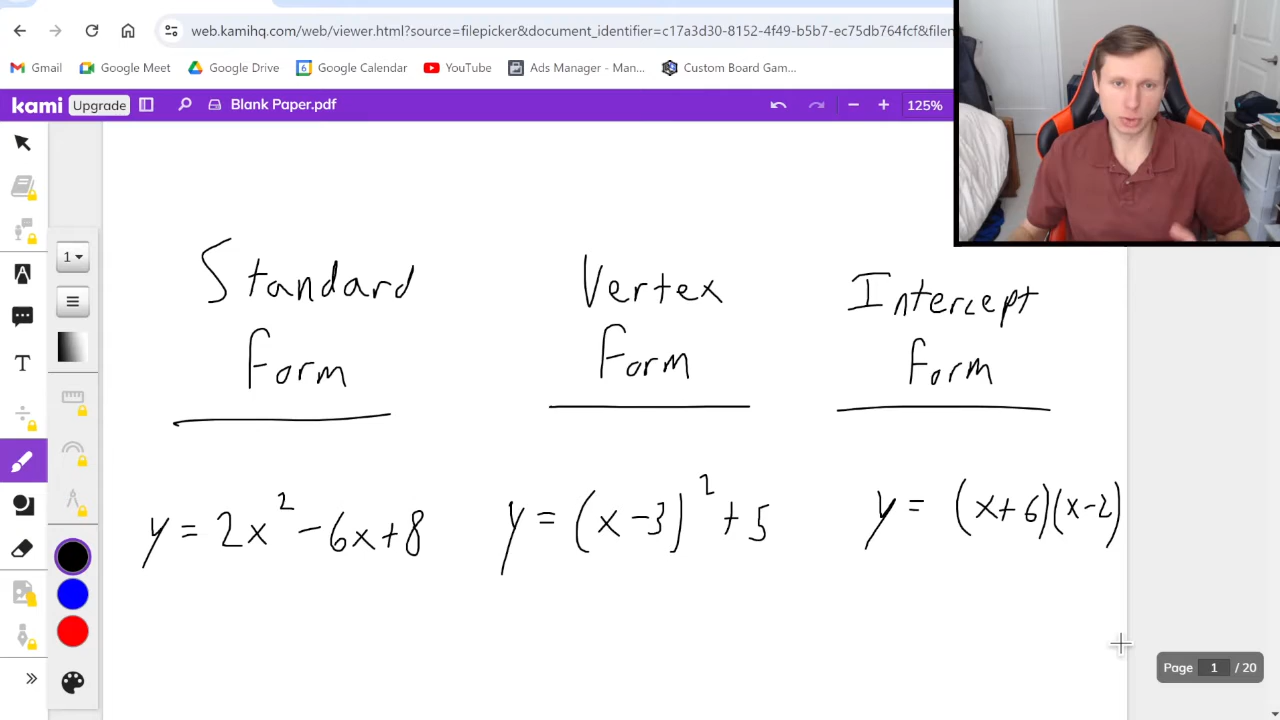 web.kamihq.com/web/viewer.html?source=filepicker&document_identifier=c17a3d30-8152-4f49-b5b7-ec75db764fcf&filen
Gmail Google Meet Google Drive 6 Google Calendar YouTube Ads Manager - Man... Custom Board Gam...
kami Upgrade Blank Paper.pdf 125%
1
T
Standard Form
Vertex Form
Intercept Form
y = 2x² - 6x + 8
y = (x - 3)² + 5
y = (x + 6)(x - 2)
Page 1 / 20